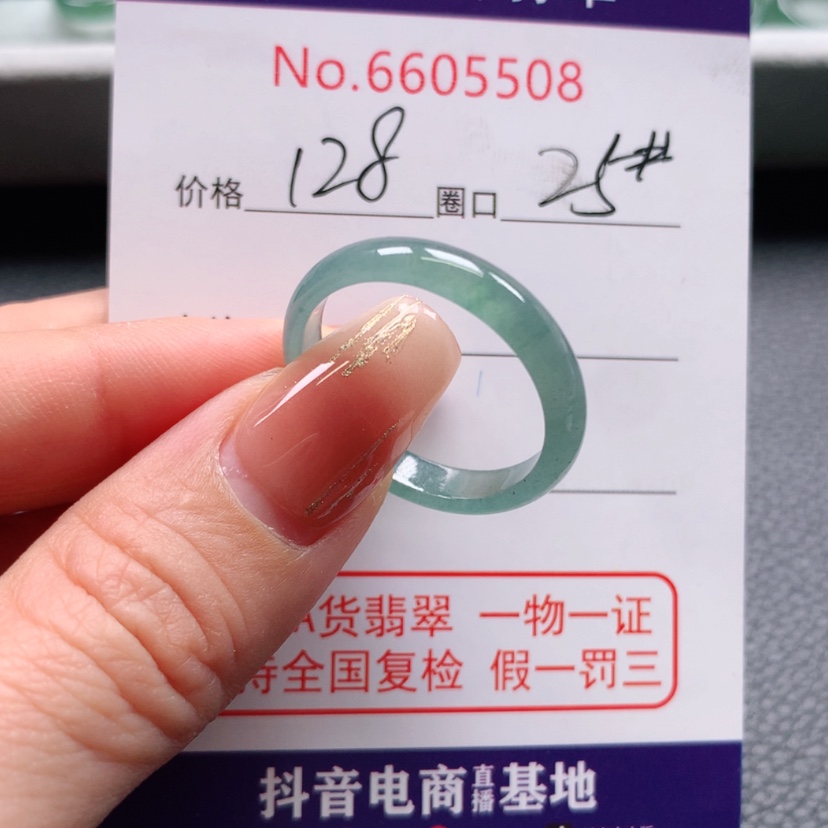 No.6605508
价格 128 圈口 25#
A货翡翠 一物一证
持全国复检 假一罚三
抖音电商直播基地